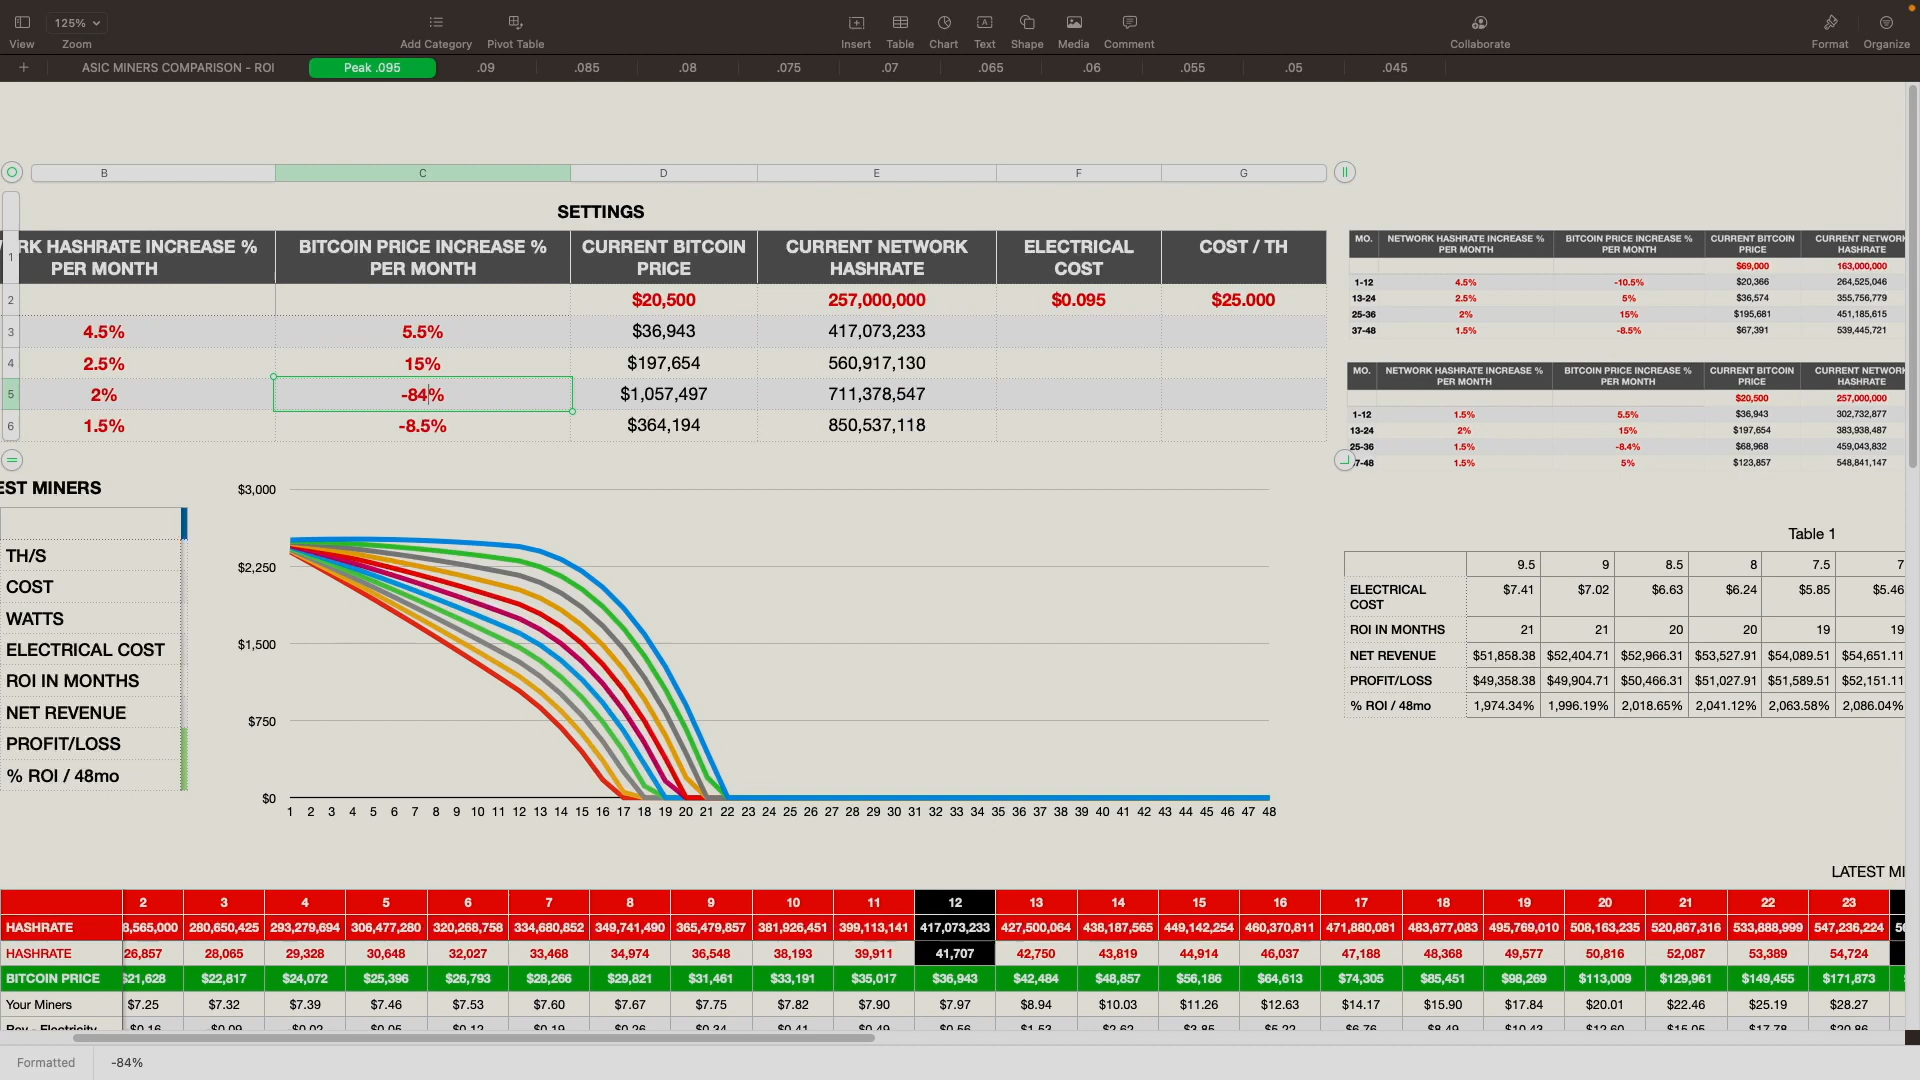 125%
View
Zoom
Add Category
Pivot Table
Insert
Table
Chart
Text
Shape
Media
Comment
Collaborate
Format
Organize
+ ASIC MINERS COMPARISON - ROI Peak .095 .09 .085 .08 .075 .07 .065 .06 .055 .05 .045
B C D E F G
SETTINGS
RK HASHRATE INCREASE % PER MONTH
BITCOIN PRICE INCREASE % PER MONTH
CURRENT BITCOIN PRICE
CURRENT NETWORK HASHRATE
ELECTRICAL COST
COST / TH
1
2 $20,500 257,000,000 $0.095 $25.000
3 4.5% 5.5% $36,943 417,073,233
4 2.5% 15% $197,654 560,917,130
5 2% -84% $1,057,497 711,378,547
6 1.5% -8.5% $364,194 850,537,118
MO. NETWORK HASHRATE INCREASE % PER MONTH BITCOIN PRICE INCREASE % PER MONTH CURRENT BITCOIN PRICE CURRENT NETWORK HASHRATE
$69,000 163,000,000
1-12 4.5% -10.5% $20,366 264,525,046
13-24 2.5% 5% $36,574 355,756,779
25-36 2% 15% $195,681 451,185,615
37-48 1.5% -8.5% $67,391 539,445,721
MO. NETWORK HASHRATE INCREASE % PER MONTH BITCOIN PRICE INCREASE % PER MONTH CURRENT BITCOIN PRICE CURRENT NETWORK HASHRATE
$20,500 257,000,000
1-12 1.5% 5.5% $36,943 302,732,877
13-24 2% 15% $197,654 383,938,487
25-36 1.5% -8.4% $68,968 459,043,832
7-48 1.5% 5% $123,857 548,841,147
EST MINERS
TH/S
COST
WATTS
ELECTRICAL COST
ROI IN MONTHS
NET REVENUE
PROFIT/LOSS
% ROI / 48mo
$3,000
$2,250
$1,500
$750
$0
1 2 3 4 5 6 7 8 9 10 11 12 13 14 15 16 17 18 19 20 21 22 23 24 25 26 27 28 29 30 31 32 33 34 35 36 37 38 39 40 41 42 43 44 45 46 47 48
Table 1
9.5 9 8.5 8 7.5 7
ELECTRICAL COST $7.41 $7.02 $6.63 $6.24 $5.85 $5.46
ROI IN MONTHS 21 21 20 20 19 19
NET REVENUE $51,858.38 $52,404.71 $52,966.31 $53,527.91 $54,089.51 $54,651.11
PROFIT/LOSS $49,358.38 $49,904.71 $50,466.31 $51,027.91 $51,589.51 $52,151.11
% ROI / 48mo 1,974.34% 1,996.19% 2,018.65% 2,041.12% 2,063.58% 2,086.04%
LATEST MI
2 3 4 5 6 7 8 9 10 11 12 13 14 15 16 17 18 19 20 21 22 23
HASHRATE 8,565,000 280,650,425 293,279,694 306,477,280 320,268,758 334,680,852 349,741,490 365,479,857 381,926,451 399,113,141 417,073,233 427,500,064 438,187,565 449,142,254 460,370,811 471,880,081 483,677,083 495,769,010 508,163,235 520,867,316 533,888,999 547,236,224 56
HASHRATE 26,857 28,065 29,328 30,648 32,027 33,468 34,974 36,548 38,193 39,911 41,707 42,750 43,819 44,914 46,037 47,188 48,368 49,577 50,816 52,087 53,389 54,724
BITCOIN PRICE $21,628 $22,817 $24,072 $25,396 $26,793 $28,266 $29,821 $31,461 $33,191 $35,017 $36,943 $42,484 $48,857 $56,186 $64,613 $74,305 $85,451 $98,269 $113,009 $129,961 $149,455 $171,873
Your Miners $7.25 $7.32 $7.39 $7.46 $7.53 $7.60 $7.67 $7.75 $7.82 $7.90 $7.97 $8.94 $10.03 $11.26 $12.63 $14.17 $15.90 $17.84 $20.01 $22.46 $25.19 $28.27
Rev - Electricity
Formatted -84%